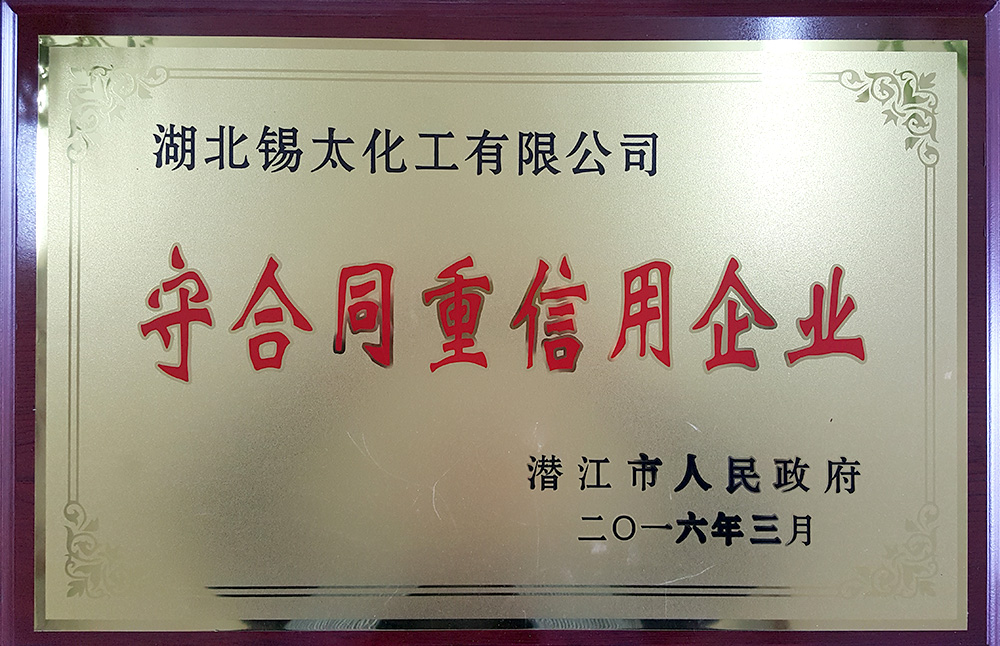 湖北锡太化工有限公司
守合同重信用企业
潜江市人民政府
二〇一六年三月